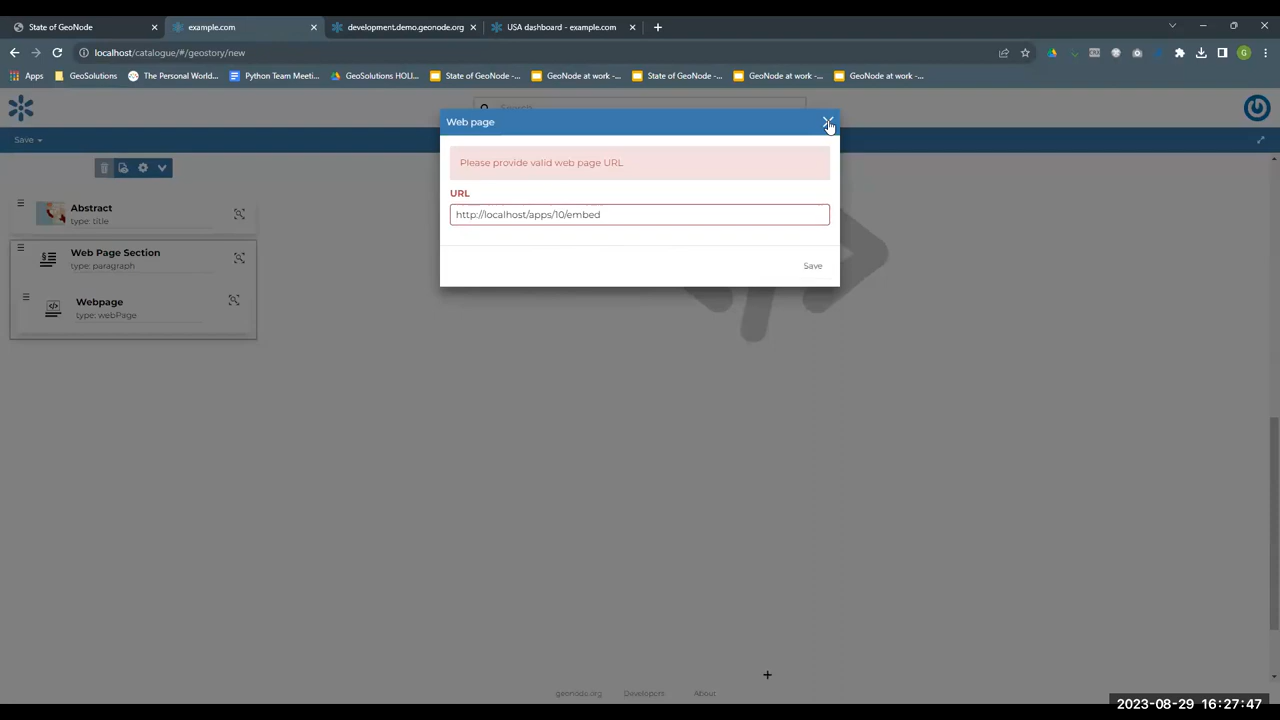 State of GeoNode
example.com
development.demo.geonode.org
USA dashboard - example.com
localhost/catalogue/#/geostory/new
G
Apps
GeoSolutions
The Personal World...
Python Team Meeti...
GeoSolutions HOLI...
State of GeoNode -...
GeoNode at work -...
State of GeoNode -...
GeoNode at work -...
GeoNode at work -...
Search
Web page
Save
Please provide valid web page URL
URL
http://localhost/apps/10/embed
Save
Abstract
type: title
Web Page Section
type: paragraph
Webpage
type: webPage
geonode.org
Developers
About
2023-08-29 16:27:47